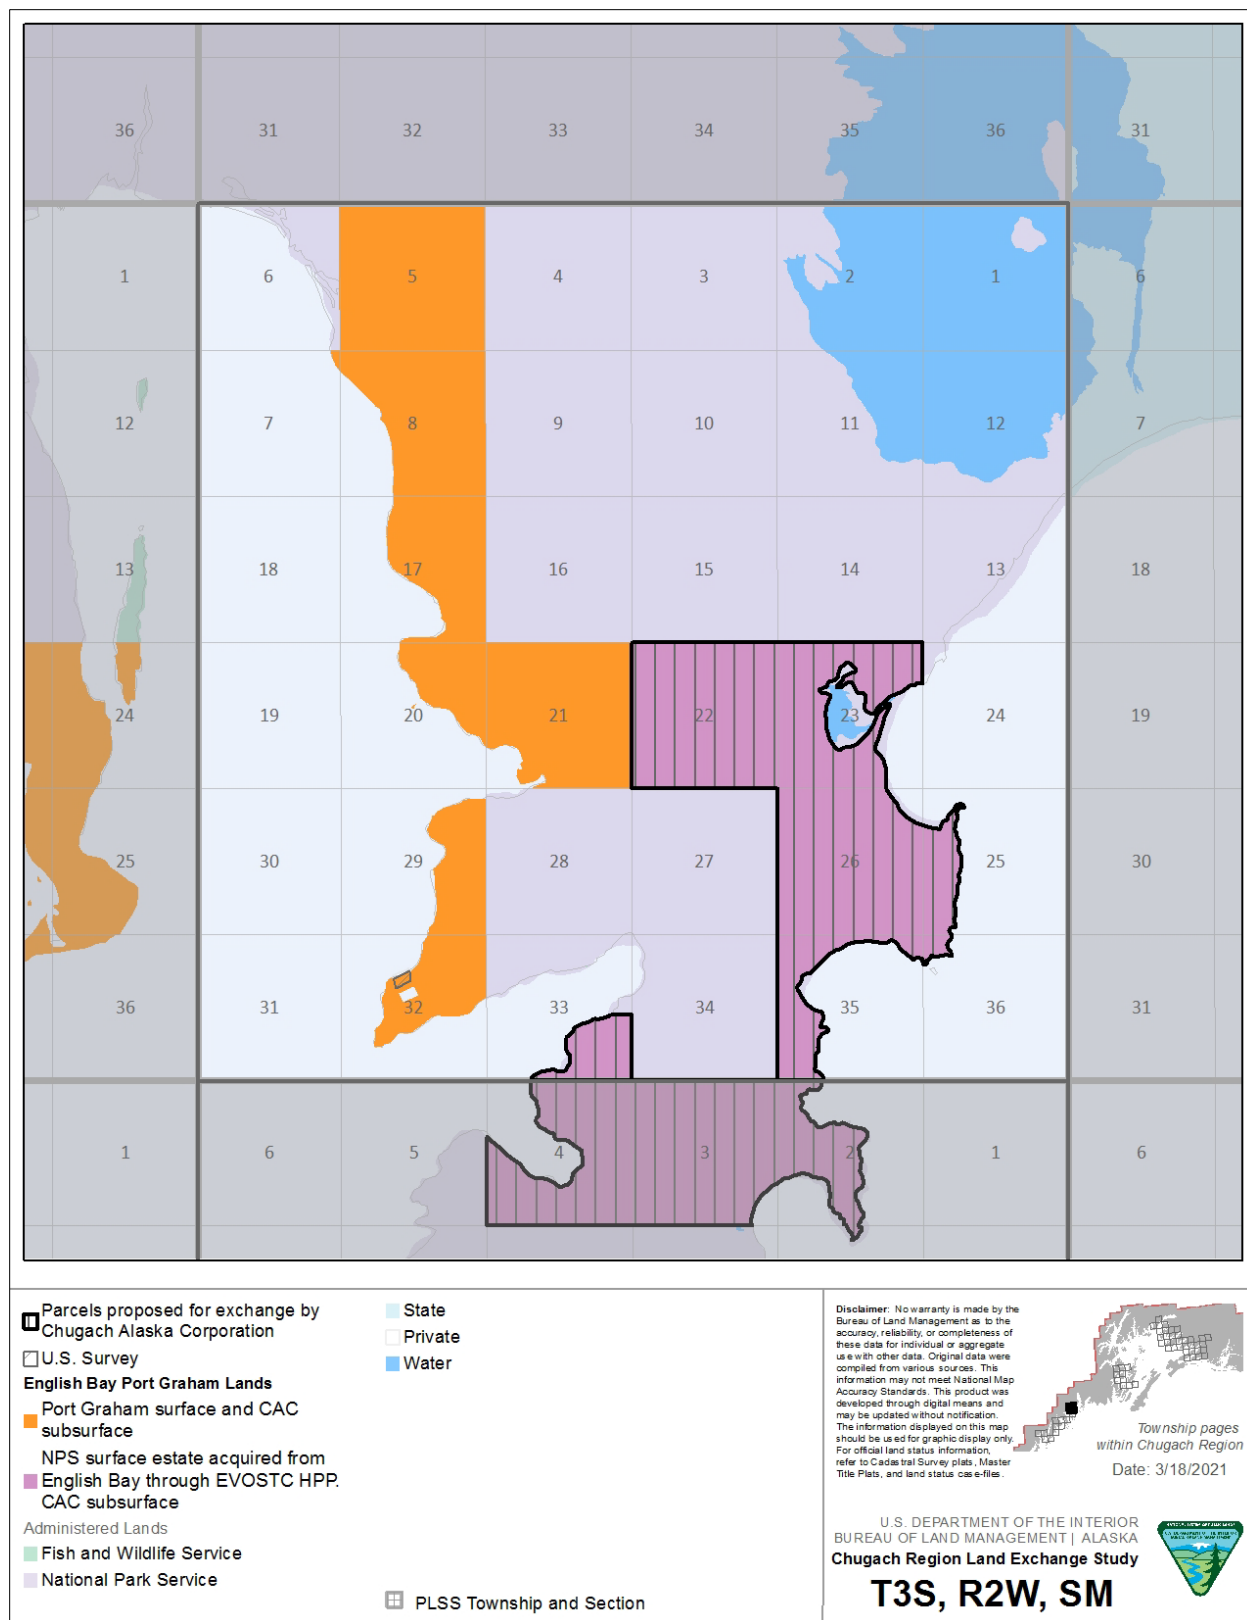 36 31 32 33 34 35 36 31
1 6 5 4 3 2 1 6
12 7 8 9 10 11 12 7
13 18 17 16 15 14 13 18
24 19 20 21 22 23 24 19
25 30 29 28 27 26 25 30
36 31 32 33 34 35 36 31
1 6 5 4 3 2 1 6
Parcels proposed for exchange by
Chugach Alaska Corporation
U.S. Survey
English Bay Port Graham Lands
Port Graham surface and CAC
subsurface
NPS surface estate acquired from
English Bay through EVOSTC HPP.
CAC subsurface
Administered Lands
Fish and Wildlife Service
National Park Service
State
Private
Water
PLSS Township and Section
Disclaimer: No warranty is made by the
Bureau of Land Management as to the
accuracy, reliability, or completeness of
these data for individual or aggregate
use with other data. Original data were
compiled from various sources. This
information may not meet National Map
Accuracy Standards. This product was
developed through digital means and
may be updated without notification.
The information displayed on this map
should be used for graphic display only.
For official land status information,
refer to Cadastral Survey plats, Master
Title Plats, and land status case-files.
Township pages
within Chugach Region
Date: 3/18/2021
U.S. DEPARTMENT OF THE INTERIOR
BUREAU OF LAND MANAGEMENT | ALASKA
Chugach Region Land Exchange Study
T3S, R2W, SM